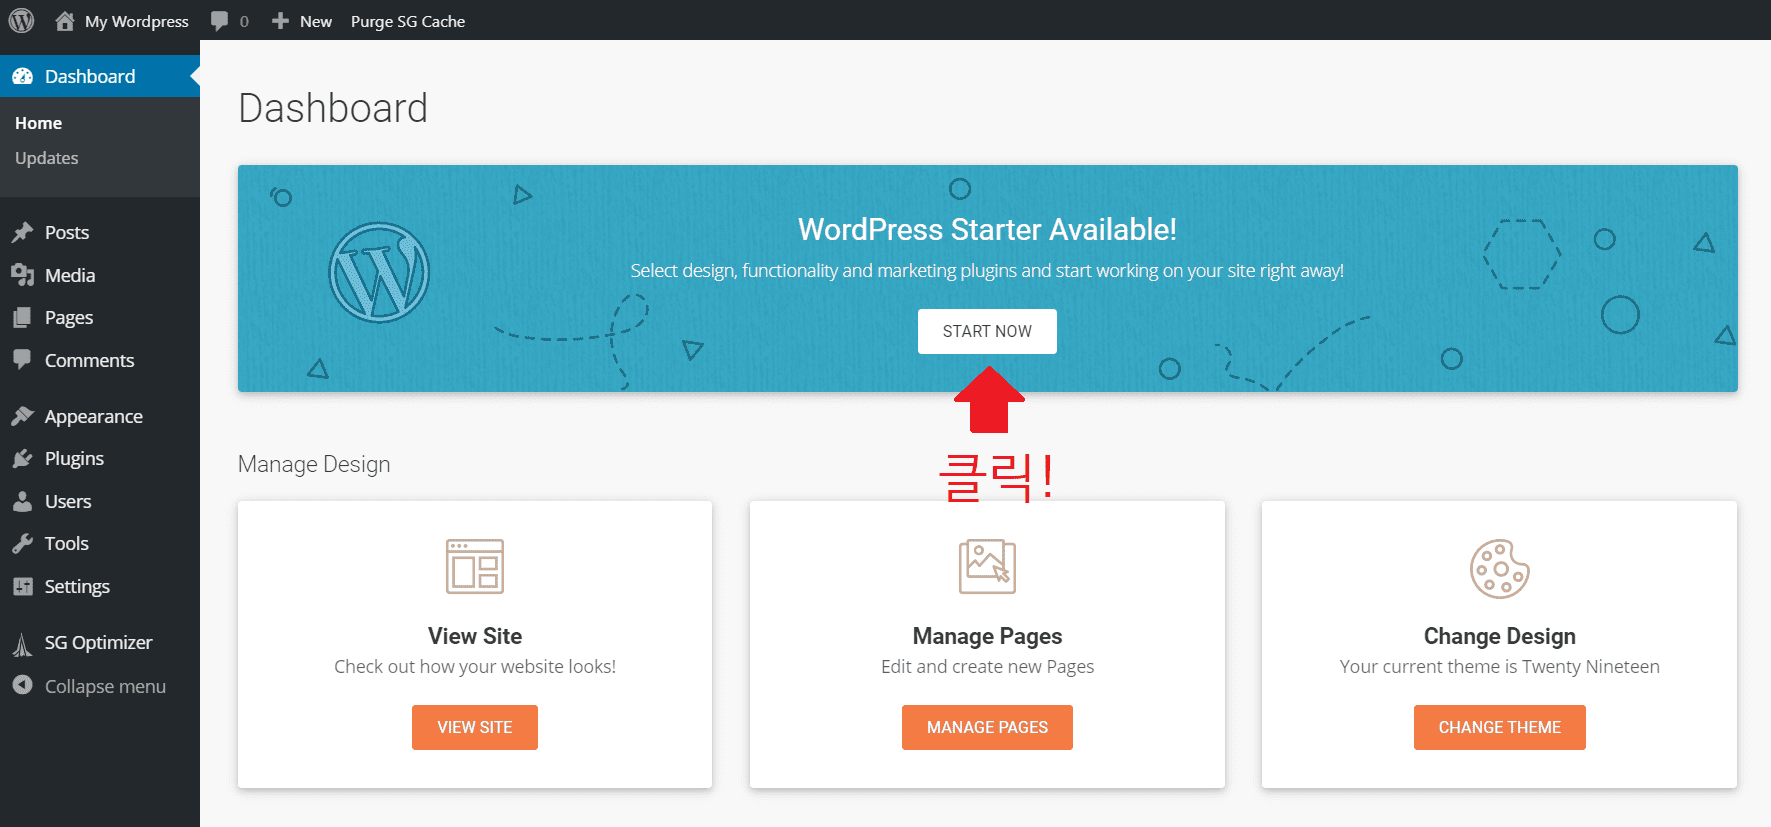 My Wordpress 0 New Purge SG Cache
Dashboard
Home
Updates
Posts
Media
Pages
Comments
Appearance
Plugins
Users
Tools
Settings
SG Optimizer
Collapse menu
Dashboard
WordPress Starter Available!
Select design, functionality and marketing plugins and start working on your site right away!
START NOW
클릭!
Manage Design
View Site
Check out how your website looks!
VIEW SITE
Manage Pages
Edit and create new Pages
MANAGE PAGES
Change Design
Your current theme is Twenty Nineteen
CHANGE THEME